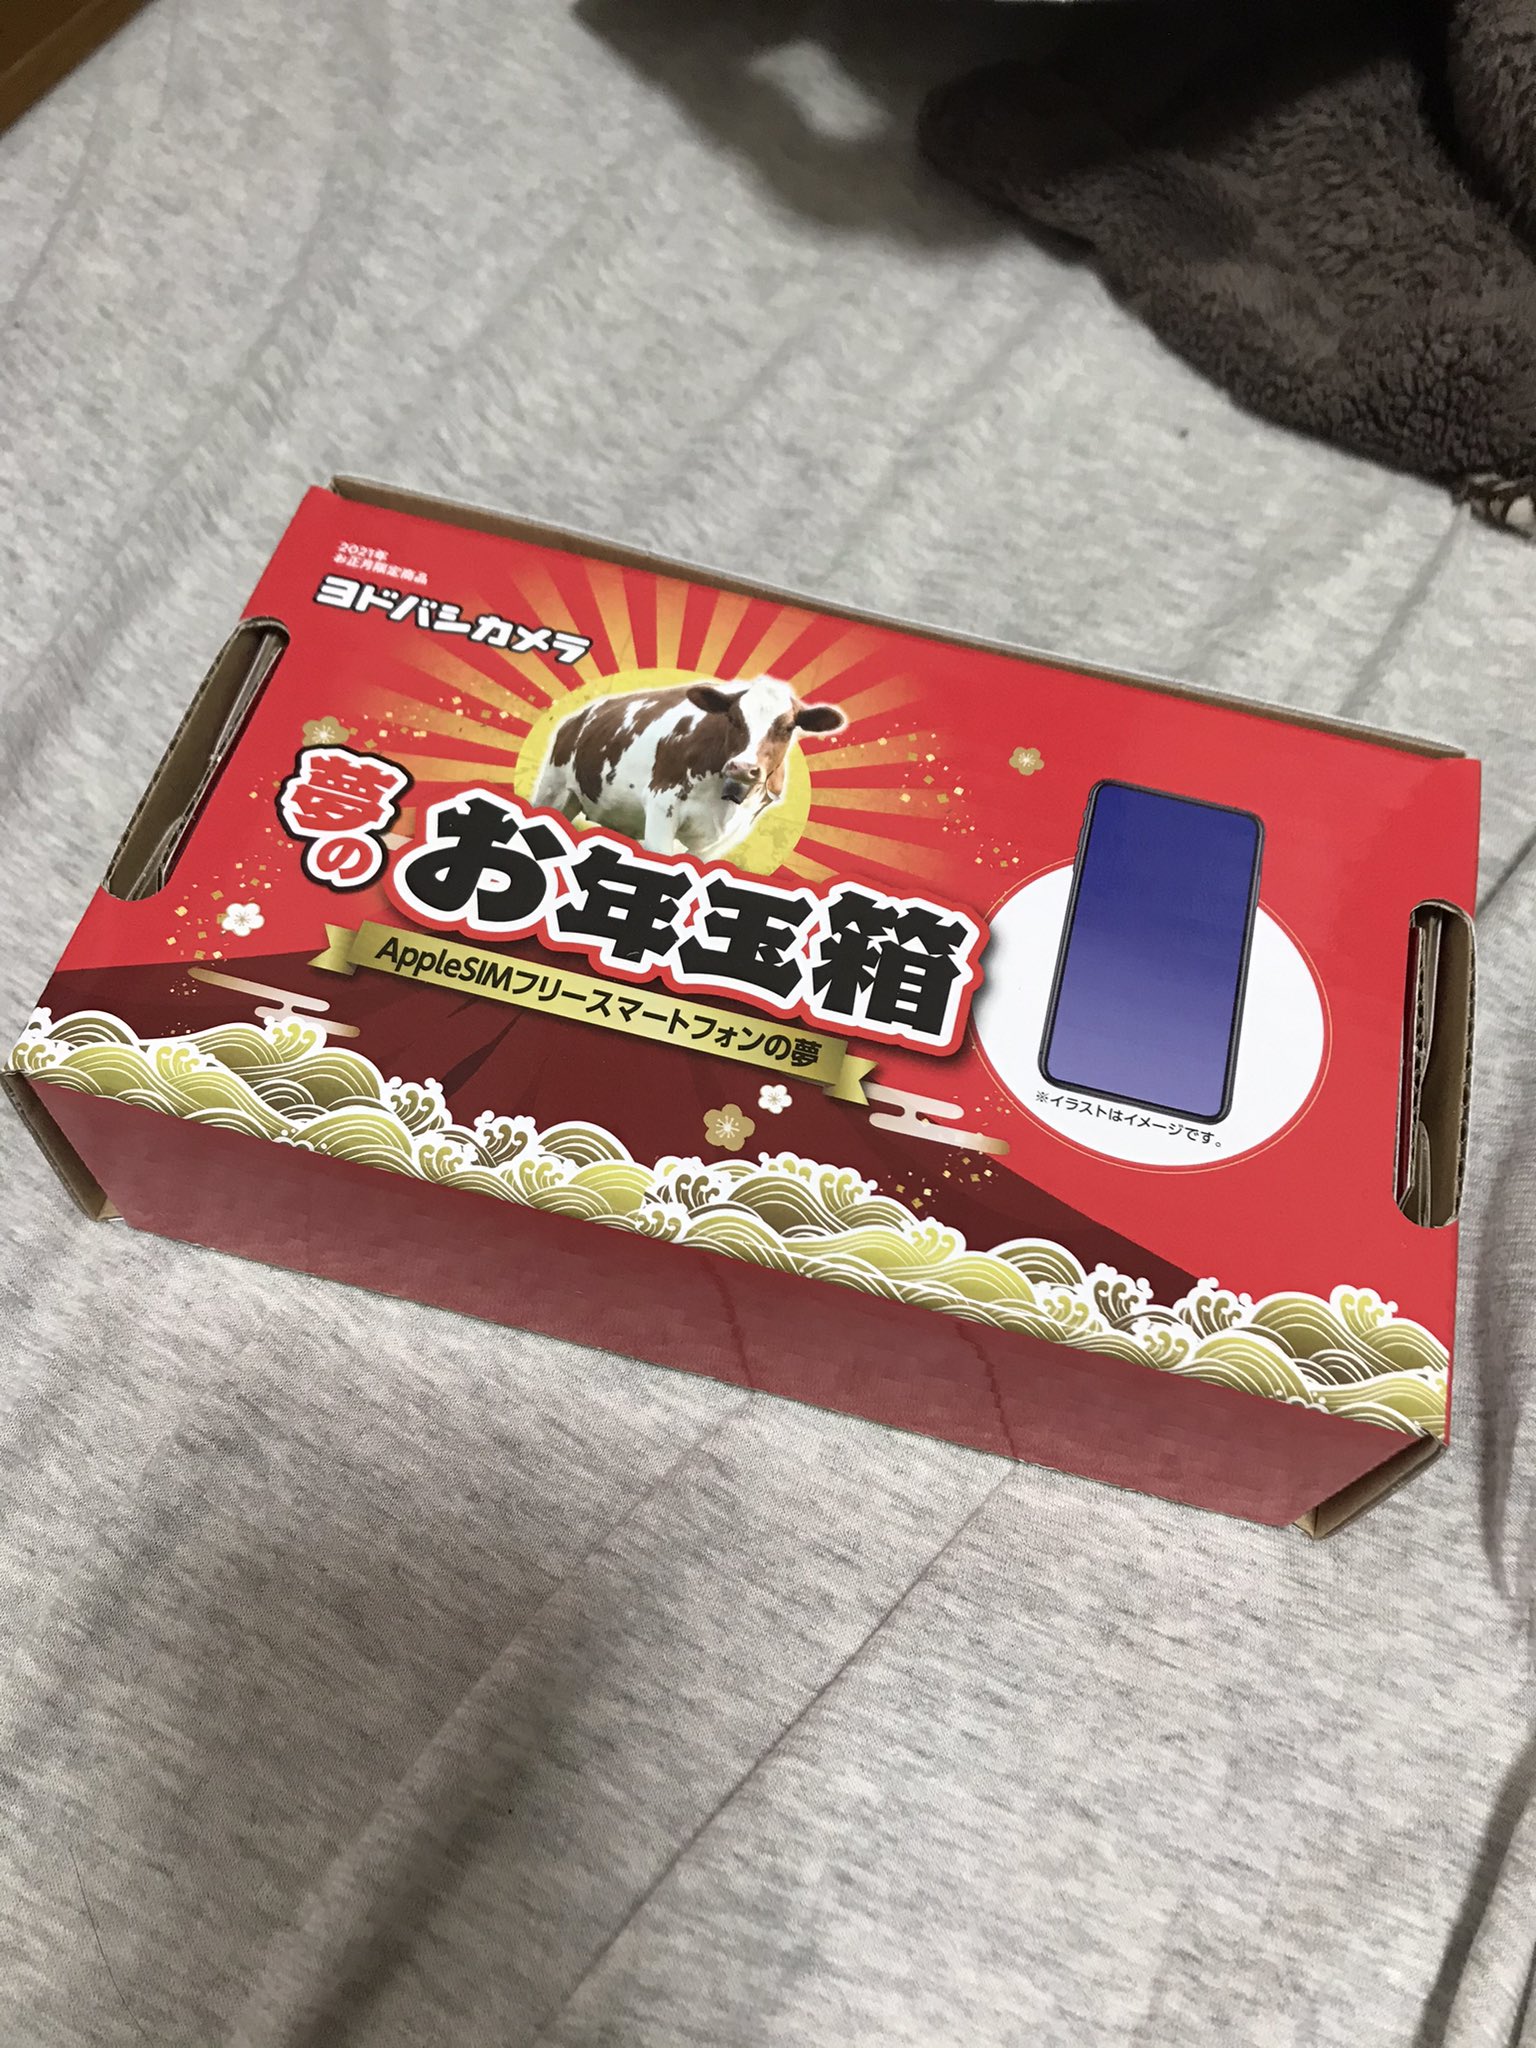 2021年
お正月限定商品
ヨドバシカメラ
夢の
お年玉箱
AppleSIMフリースマートフォンの夢
※イラストはイメージです。